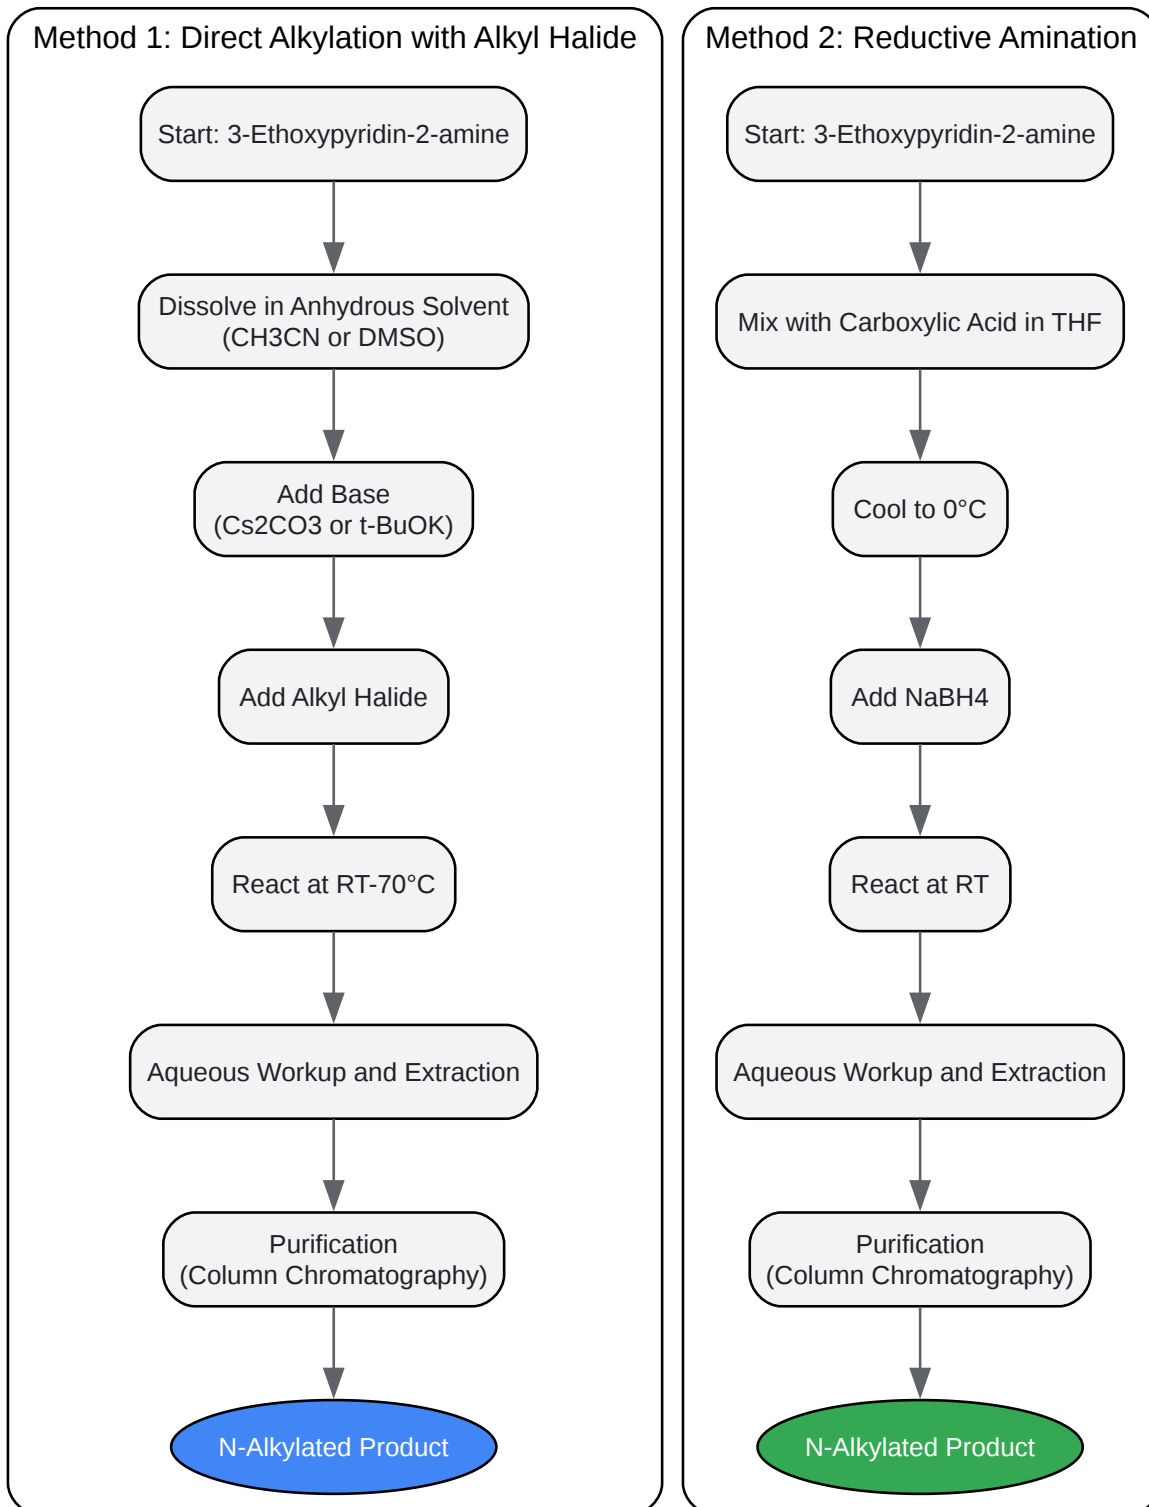 Method 1: Direct Alkylation with Alkyl Halide
Start: 3-Ethoxypyridin-2-amine
Dissolve in Anhydrous Solvent
(CH3CN or DMSO)
Add Base
(Cs2CO3 or t-BuOK)
Add Alkyl Halide
React at RT-70°C
Aqueous Workup and Extraction
Purification
(Column Chromatography)
N-Alkylated Product
Method 2: Reductive Amination
Start: 3-Ethoxypyridin-2-amine
Mix with Carboxylic Acid in THF
Cool to 0°C
Add NaBH4
React at RT
Aqueous Workup and Extraction
Purification
(Column Chromatography)
N-Alkylated Product